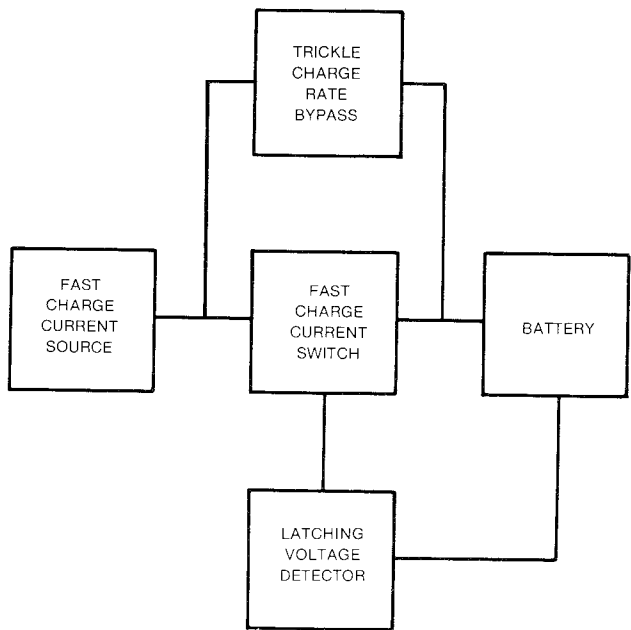 TRICKLE
CHARGE
RATE
BYPASS
FAST
CHARGE
CURRENT
SOURCE
FAST
CHARGE
CURRENT
SWITCH
BATTERY
LATCHING
VOLTAGE
DETECTOR